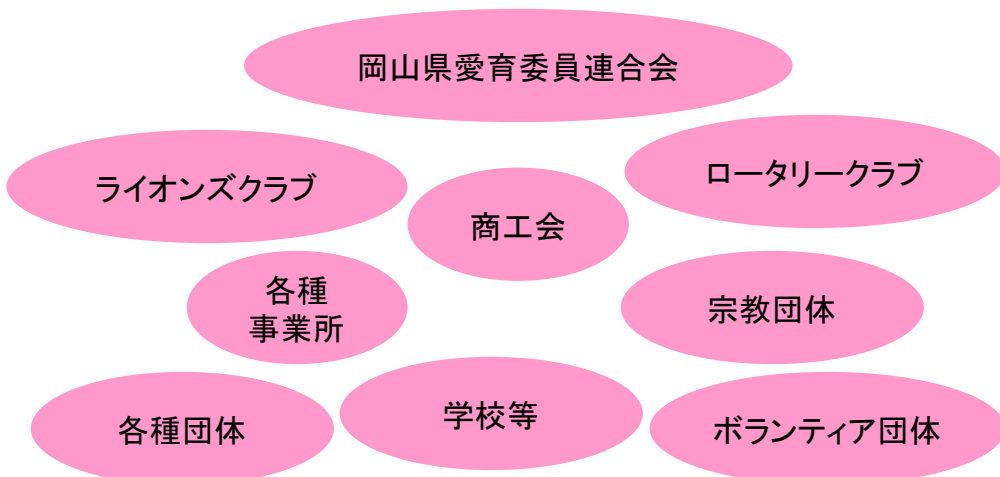 岡山県愛育委員連合会
ライオンズクラブ
ロータリークラブ
商工会
各種
事業所
宗教団体
各種団体
学校等
ボランティア団体